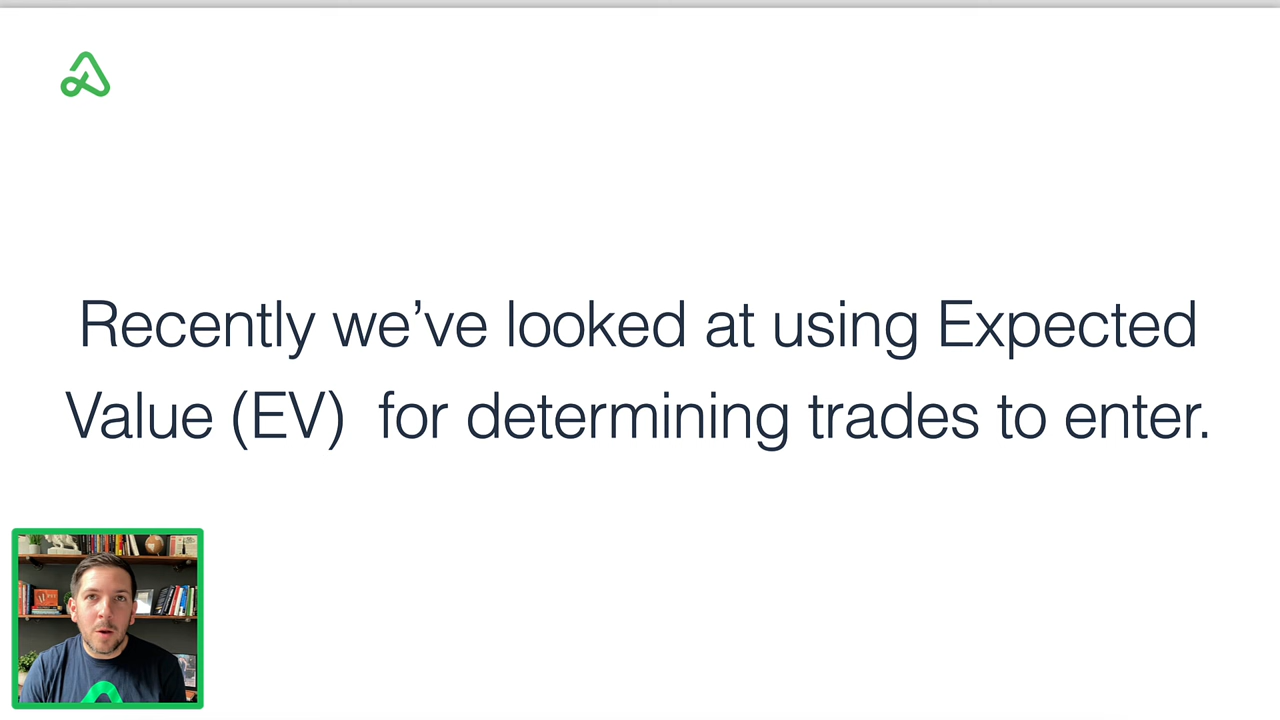 Recently we’ve looked at using Expected
Value (EV)  for determining trades to enter.